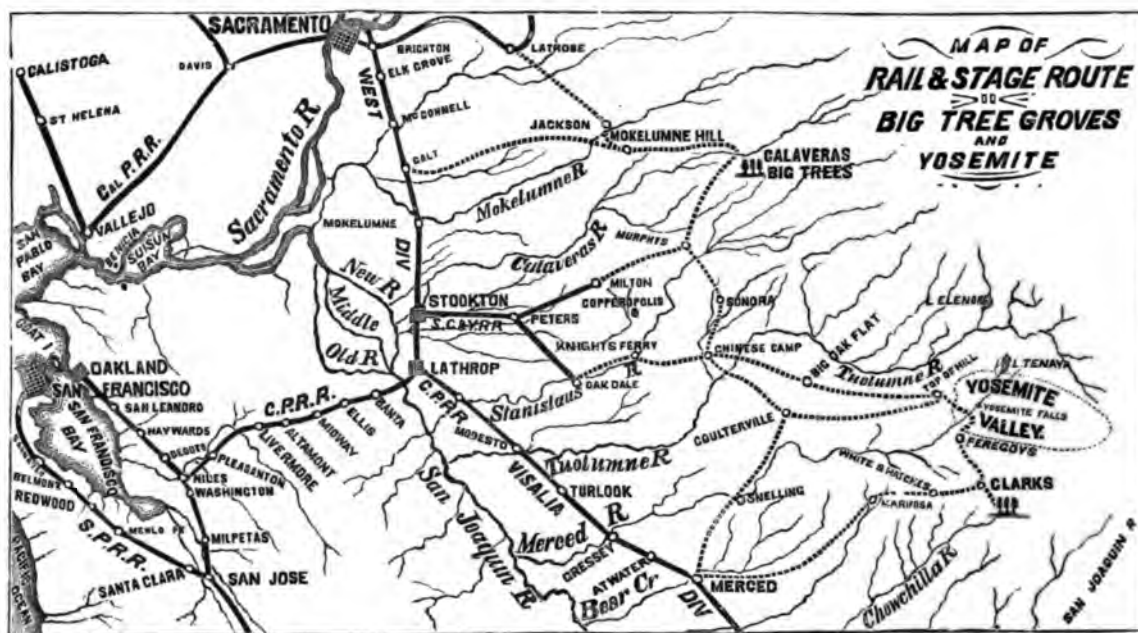 MAP OF
RAIL & STAGE ROUTE
TO
BIG TREE GROVES
AND
YOSEMITE
SACRAMENTO
CALISTOGA
DAVIS
BRIGHTON
LATROBE
ELK GROVE
WEST
ST HELENA
McCONNELL
JACKSON
MOKELUMNE HILL
Cal P.R.R.
Sacramento R
GALT
CALAVERAS
BIG TREES
Mokelumne R
VALLEJO
MOKELUMNE
SAN
PABLO
BAY
BENICIA
SUISUN
BAY
DIV
MURPHYS
Calaveras R
New R
MILTON
STOCKTON
COPPEROPOLIS
SONORA
L ELENOR
Middle
S.C.&V.R.R
PETERS
GOAT I
Old R
KNIGHTS FERRY
CHINESE CAMP
BIG OAK FLAT
OAKLAND
LATHROP
Tuolumne R
TOP OF HILL
L. TENAYA
SAN FRANCISCO
OAKDALE
Stanislaus
R
YOSEMITE
YOSEMITE FALLS
VALLEY.
SAN LEANDRO
C.P.R.R.
BANTA
ELLIS
MIDWAY
ALTAMONT
LIVERMORE
C.P.R.R
MODESTO
COULTERVILLE
PEREGOYS
SAN FRANCISCO
BAY
HAYWARDS
DECOTO
PLEASANTON
NILES
WASHINGTON
Tuolumne R
WHITE & HATCHES
CLARKS
BELMONT
REDWOOD
VISALIA
TURLOCK
SNELLING
MARIPOSA
San
Joaquin R
Merced R
MENLO PK
MILPETAS
S.P.R.R.
CRESSEY
ATWATER
MERCED
Chowchilla R
SAN JOAQUIN R
SANTA CLARA
SAN JOSE
Bear Cr
DIV
PACIFIC
OCEAN